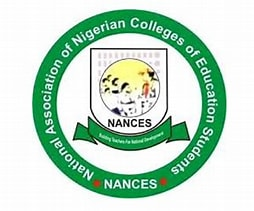 National Association of Nigerian Colleges of Education Students
NANCES
Building Teachers For National Development
NANCES